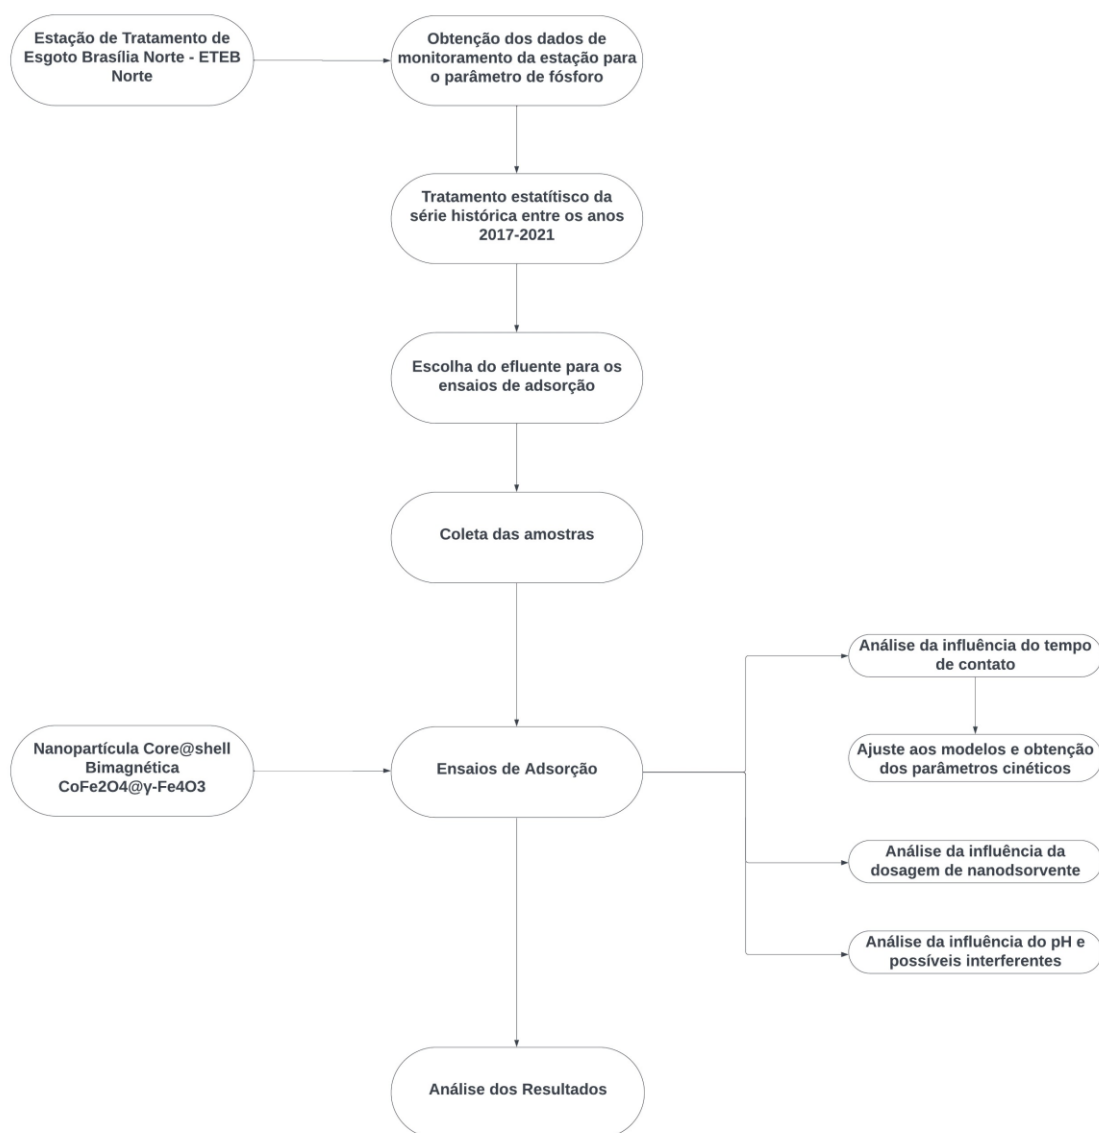 Estação de Tratamento de
Esgoto Brasília Norte - ETEB
Norte
Obtenção dos dados de
monitoramento da estação para
o parâmetro de fósforo
Tratamento estatítisco da
série histórica entre os anos
2017-2021
Escolha do efluente para os
ensaios de adsorção
Coleta das amostras
Nanopartícula Core@shell
Bimagnética
CoFe2O4@γ-Fe4O3
Ensaios de Adsorção
Análise da influência do tempo
de contato
Ajuste aos modelos e obtenção
dos parâmetros cinéticos
Análise da influência da
dosagem de nanodsorvente
Análise da influência do pH e
possíveis interferentes
Análise dos Resultados